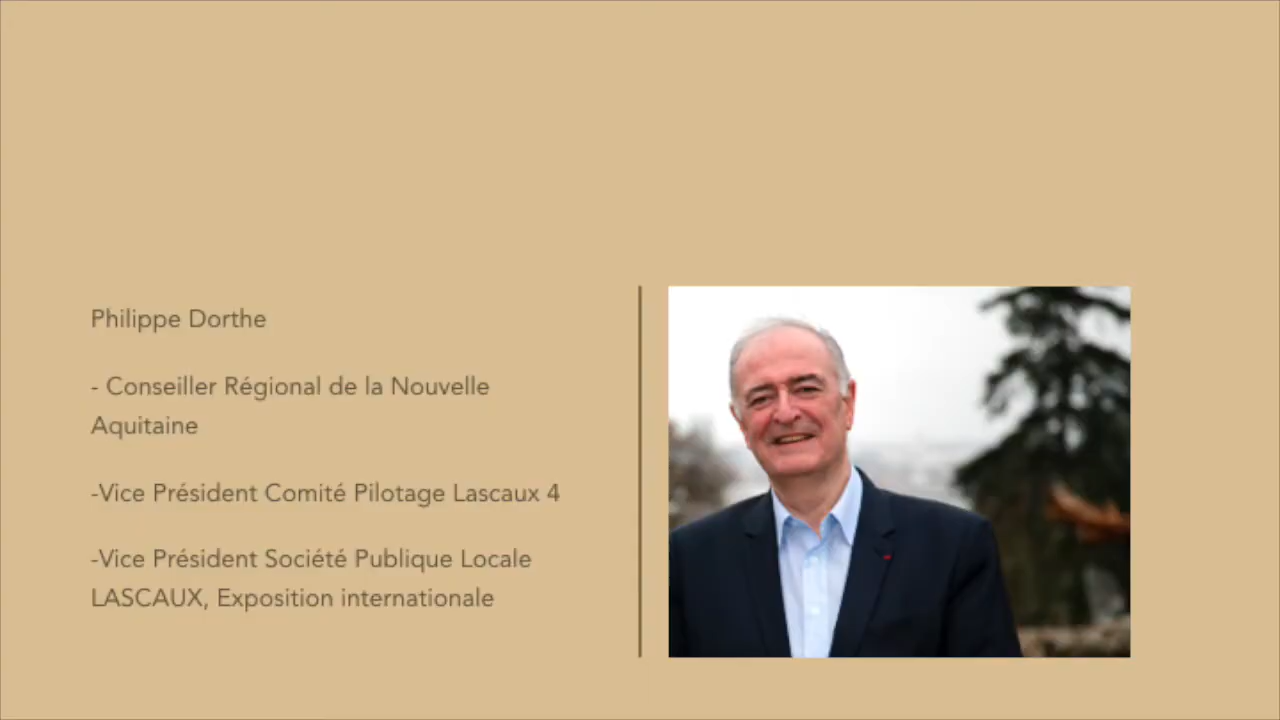 Philippe Dorthe
- Conseiller Régional de la Nouvelle
Aquitaine
-Vice Président Comité Pilotage Lascaux 4
-Vice Président Société Publique Locale
LASCAUX, Exposition internationale